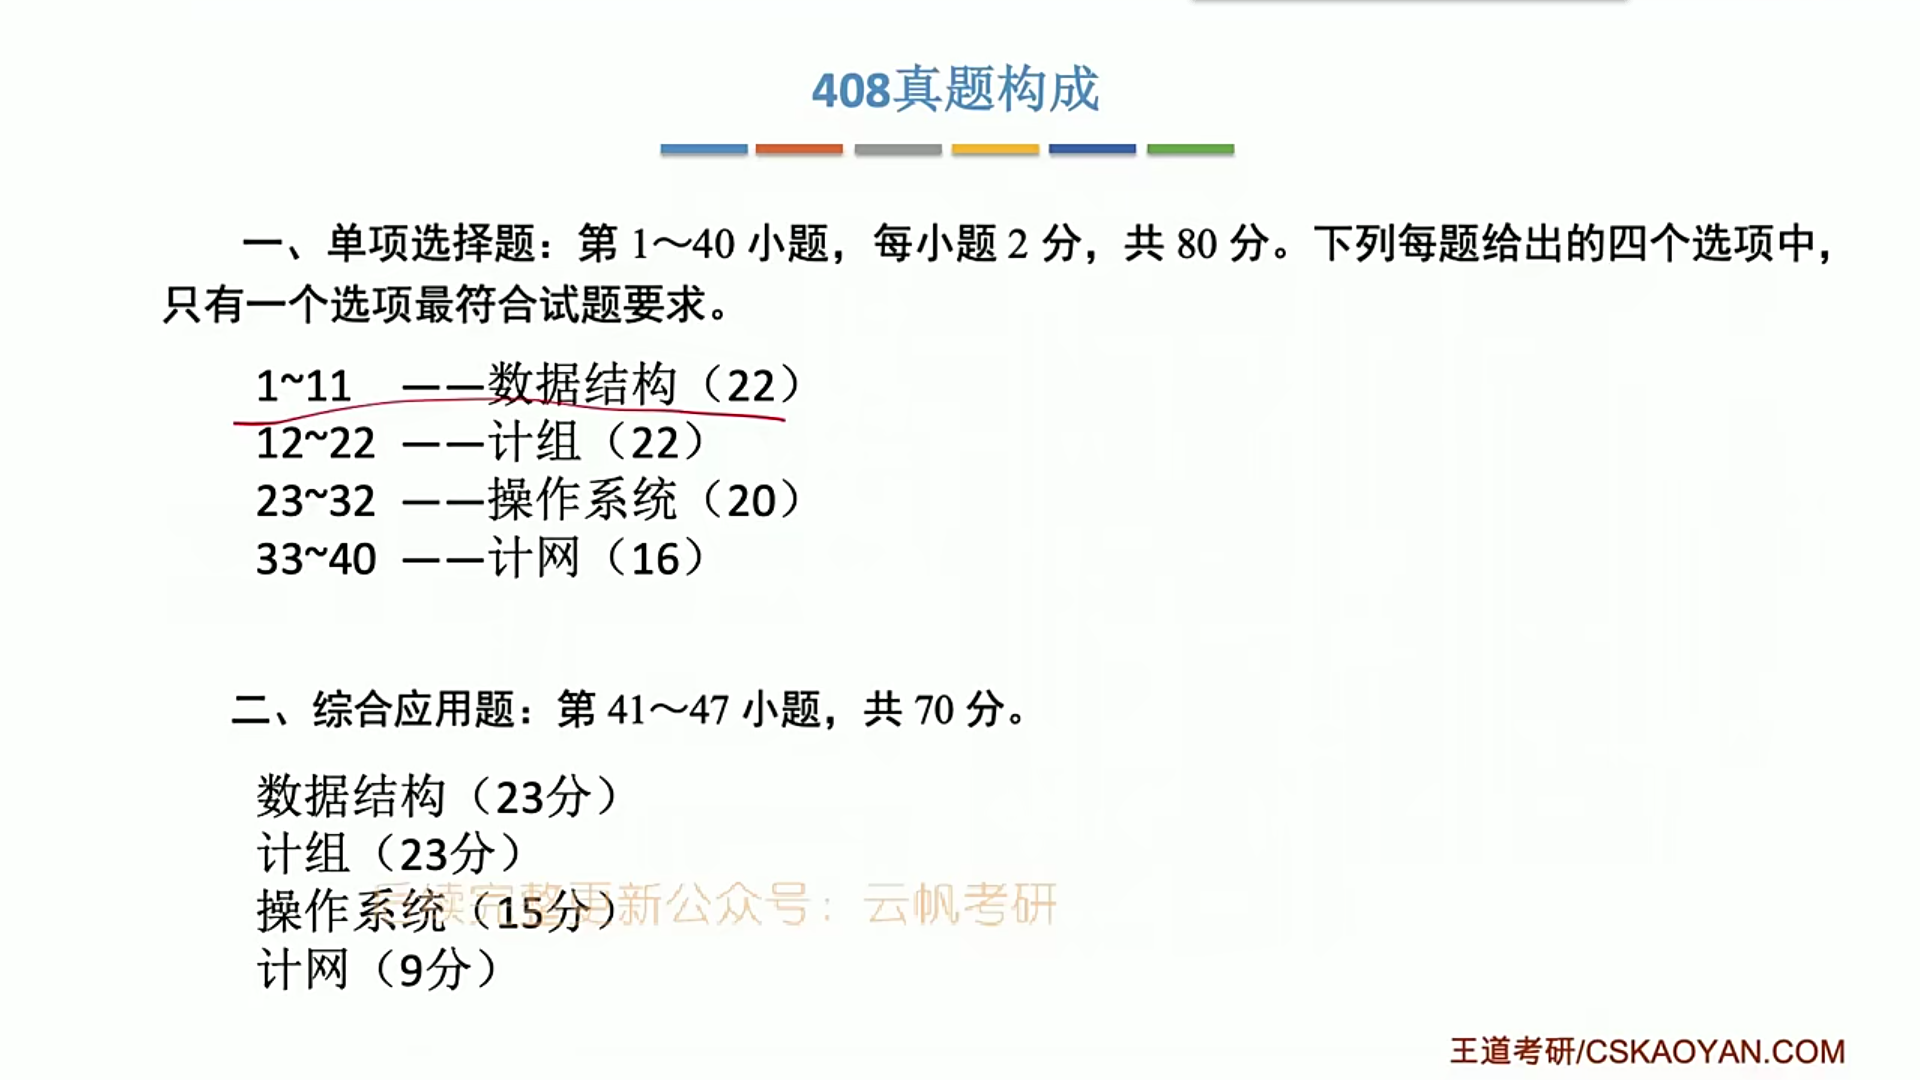 408真题构成
一、单项选择题：第 1～40 小题，每小题 2 分，共 80 分。下列每题给出的四个选项中，
只有一个选项最符合试题要求。
1~11 ——数据结构（22）
12~22 ——计组（22）
23~32 ——操作系统（20）
33~40 ——计网（16）
二、综合应用题：第 41～47 小题，共 70 分。
数据结构（23分）
计组（23分）
操作系统（15分）
后续完整更新公众号：云帆考研
计网（9分）
王道考研/CSKAOYAN.COM